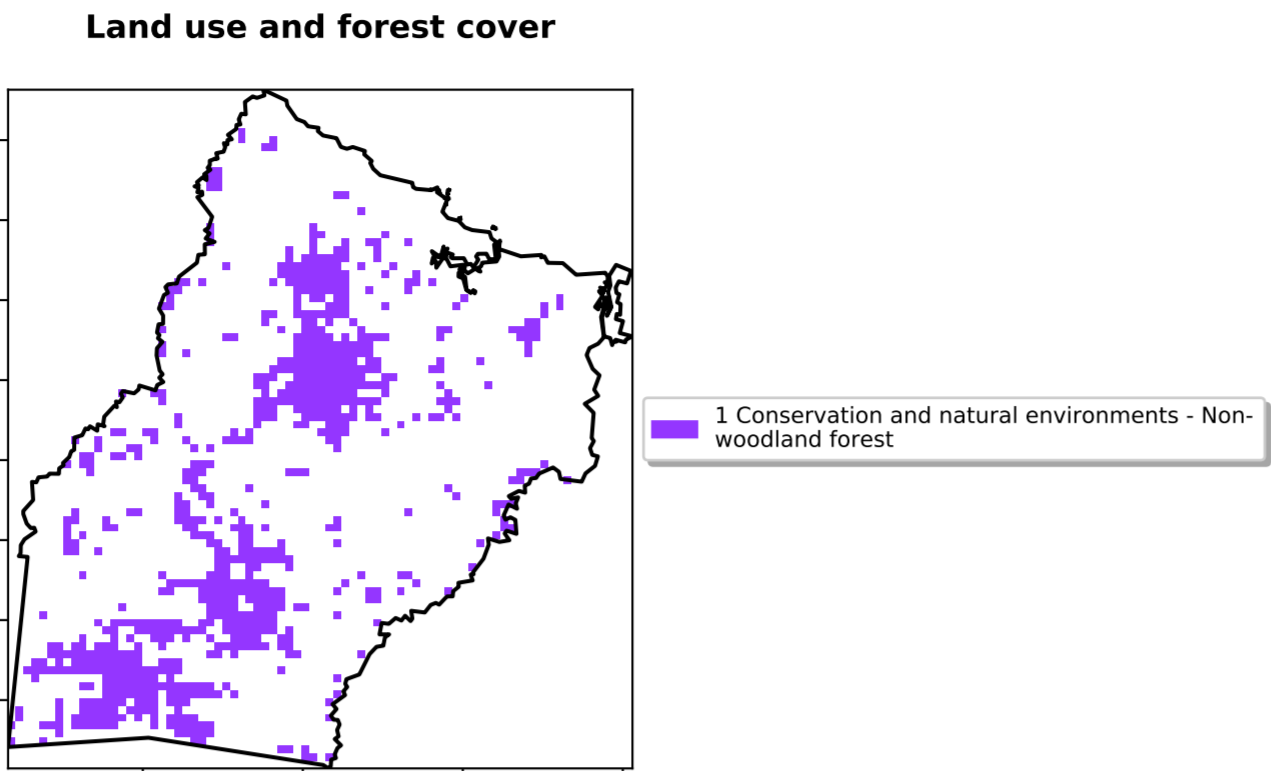 Land use and forest cover
1 Conservation and natural environments - Non-
woodland forest